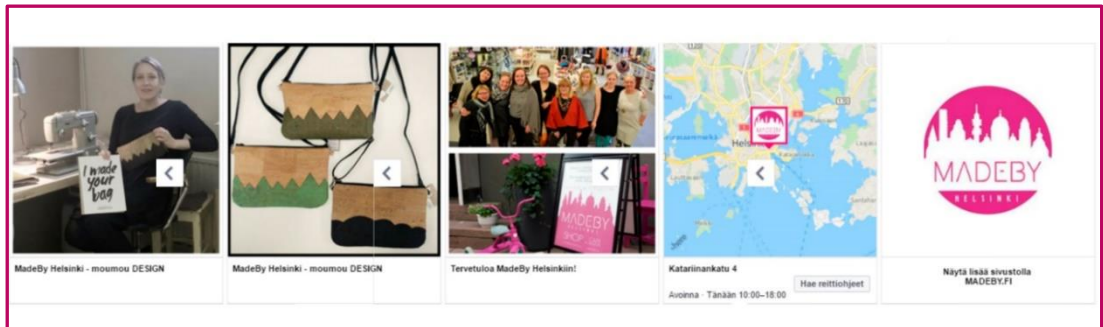 I made
your
bag
MadeBy Helsinki - moumou DESIGN
MadeBy Helsinki - moumou DESIGN
MADEBY
HELSINKI
SHOP
Tervetuloa MadeBy Helsinkiin!
MADEBY
Katariinankatu 4
Hae reittiohjeet
Avoinna · Tänään 10:00–18:00
MADEBY
HELSINKI
Näytä lisää sivustolla
MADEBY.FI